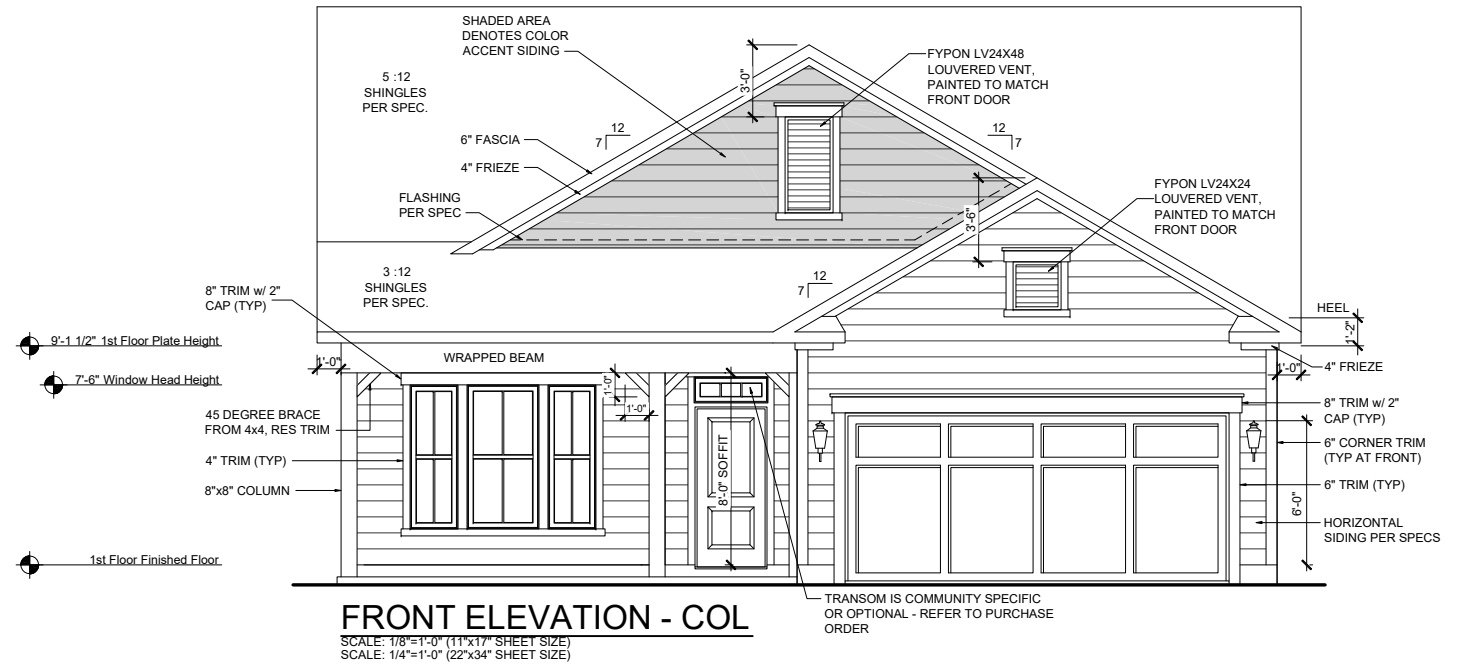 SHADED AREA
DENOTES COLOR
ACCENT SIDING
5 :12
SHINGLES
PER SPEC.
3'-0"
FYPON LV24X48
LOUVERED VENT,
PAINTED TO MATCH
FRONT DOOR
12
7
12
7
6" FASCIA
4" FRIEZE
FLASHING
PER SPEC
3'-6"
FYPON LV24X24
LOUVERED VENT,
PAINTED TO MATCH
FRONT DOOR
3 :12
SHINGLES
PER SPEC.
12
7
8" TRIM w/ 2"
CAP (TYP)
HEEL
1'-2"
9'-1 1/2" 1st Floor Plate Height
1'-0"
WRAPPED BEAM
1'-0"
4" FRIEZE
7'-6" Window Head Height
1'-0"
1'-0"
45 DEGREE BRACE
FROM 4x4, RES TRIM
8" TRIM w/ 2"
CAP (TYP)
6" CORNER TRIM
(TYP AT FRONT)
4" TRIM (TYP)
8'-0" SOFFIT
6" TRIM (TYP)
8"x8" COLUMN
6'-0"
HORIZONTAL
SIDING PER SPECS
1st Floor Finished Floor
TRANSOM IS COMMUNITY SPECIFIC
OR OPTIONAL - REFER TO PURCHASE
ORDER
FRONT ELEVATION - COL
SCALE: 1/8"=1'-0" (11"x17" SHEET SIZE)
SCALE: 1/4"=1'-0" (22"x34" SHEET SIZE)